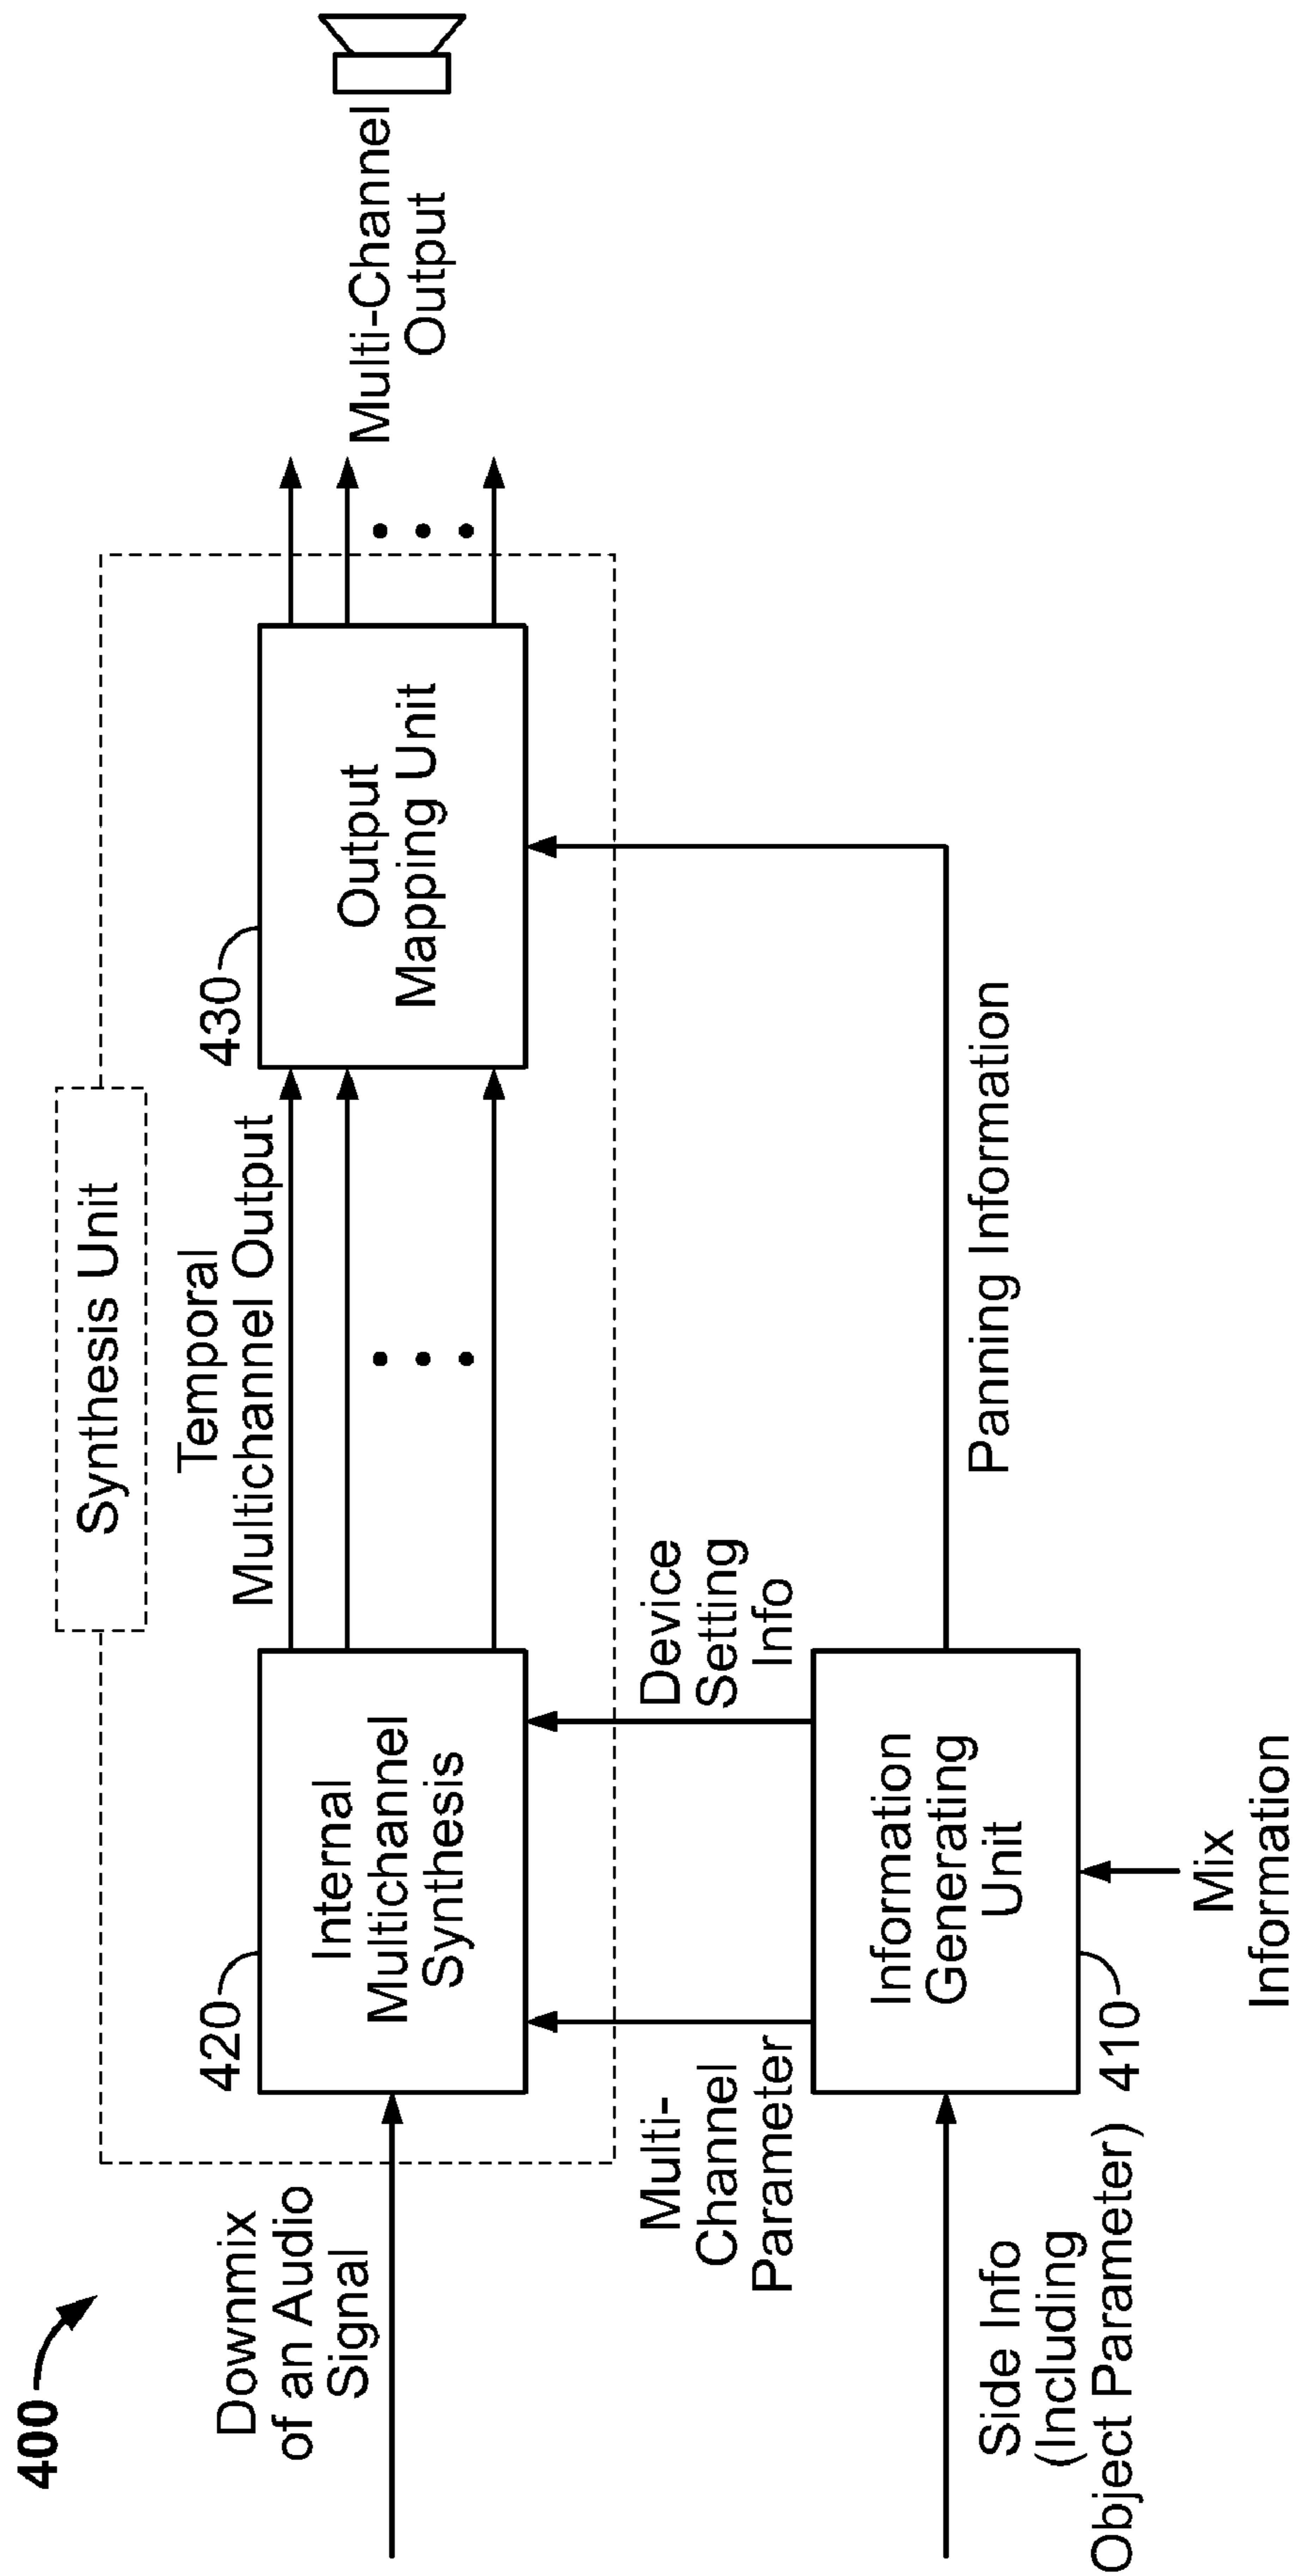 400
Synthesis Unit
Downmix
of an Audio
Signal
420
Internal
Multichannel
Synthesis
Temporal
Multichannel Output
430
Output
Mapping Unit
Multi-Channel
Output
Multi-
Channel
Parameter
Device
Setting
Info
Side Info
(Including
Object Parameter)
410
Information
Generating
Unit
Panning Information
Mix
Information